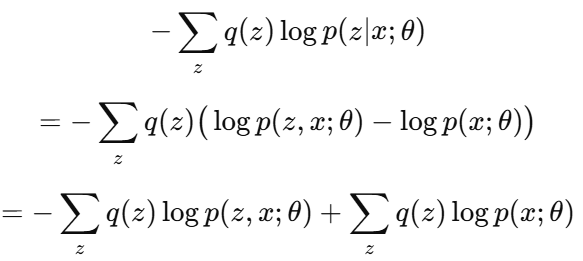 − ∑_z q(z) log p(z|x; θ)
= − ∑_z q(z)( log p(z, x; θ) − log p(x; θ))
= − ∑_z q(z) log p(z, x; θ) + ∑_z q(z) log p(x; θ)